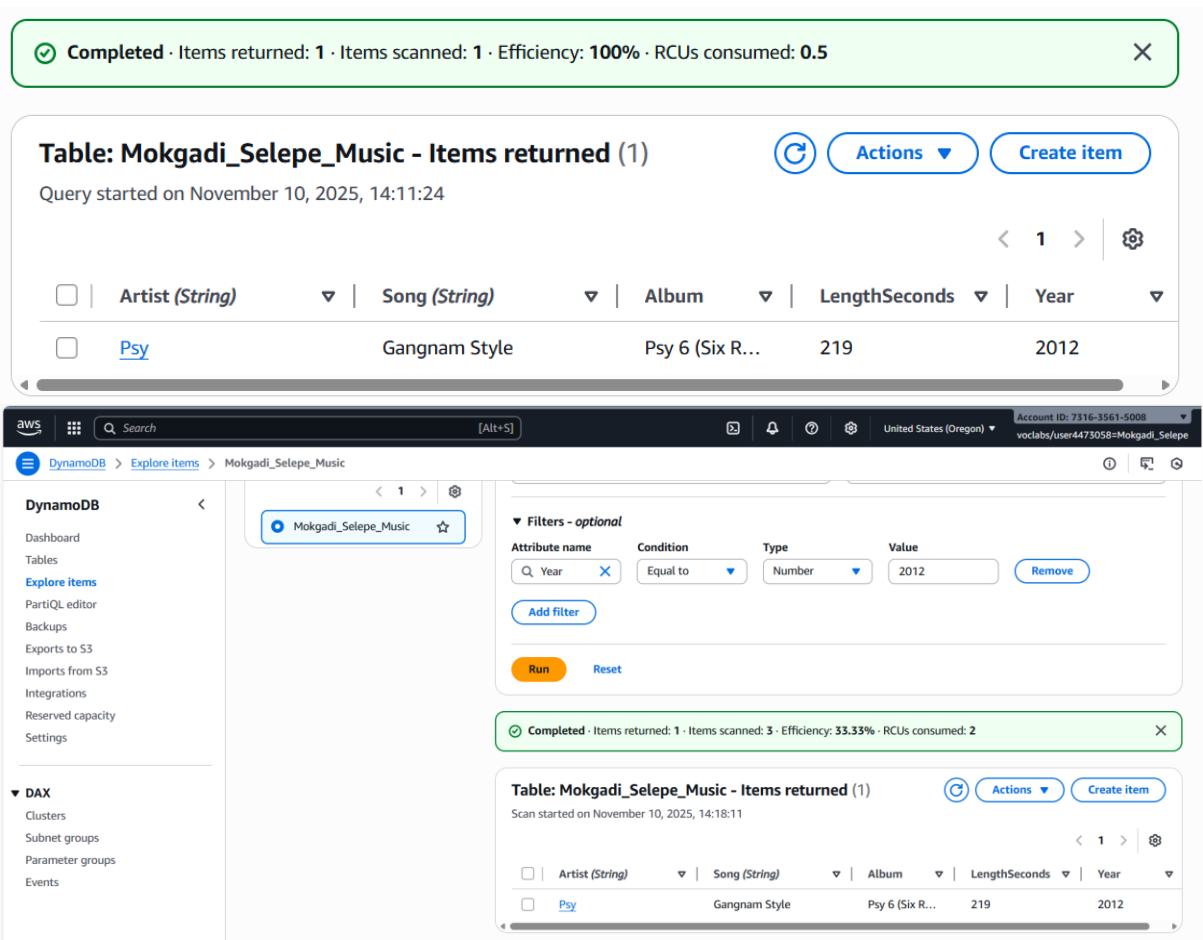 Completed · Items returned: 1 · Items scanned: 1 · Efficiency: 100% · RCUs consumed: 0.5
Table: Mokgadi_Selepe_Music - Items returned (1)
Actions
Create item
Query started on November 10, 2025, 14:11:24
1
Artist (String) Song (String) Album LengthSeconds Year
Psy Gangnam Style Psy 6 (Six R... 219 2012
aws
Search [Alt+S]
United States (Oregon)
Account ID: 7316-3561-5008
voclabs/user4473058=Mokgadi_Selepe
DynamoDB > Explore items > Mokgadi_Selepe_Music
DynamoDB
Dashboard
Tables
Explore items
PartiQL editor
Backups
Exports to S3
Imports from S3
Integrations
Reserved capacity
Settings
DAX
Clusters
Subnet groups
Parameter groups
Events
1
Mokgadi_Selepe_Music
Filters - optional
Attribute name Condition Type Value
Year Equal to Number 2012 Remove
Add filter
Run Reset
Completed · Items returned: 1 · Items scanned: 3 · Efficiency: 33.33% · RCUs consumed: 2
Table: Mokgadi_Selepe_Music - Items returned (1)
Actions
Create item
Scan started on November 10, 2025, 14:18:11
1
Artist (String) Song (String) Album LengthSeconds Year
Psy Gangnam Style Psy 6 (Six R... 219 2012